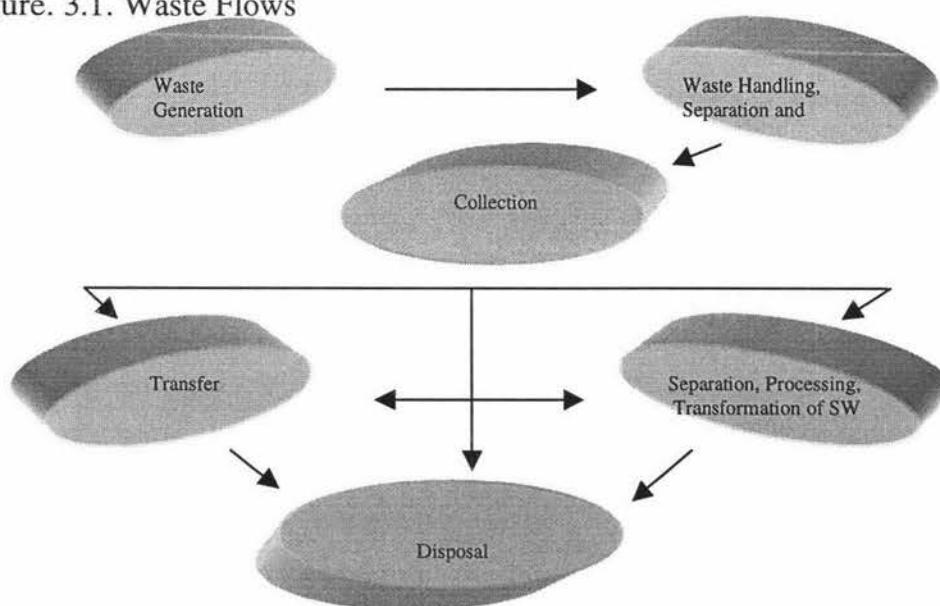 ure. 3.1. Waste Flows
Waste
Generation
Waste Handling,
Separation and
Collection
Transfer
Separation, Processing,
Transformation of SW
Disposal